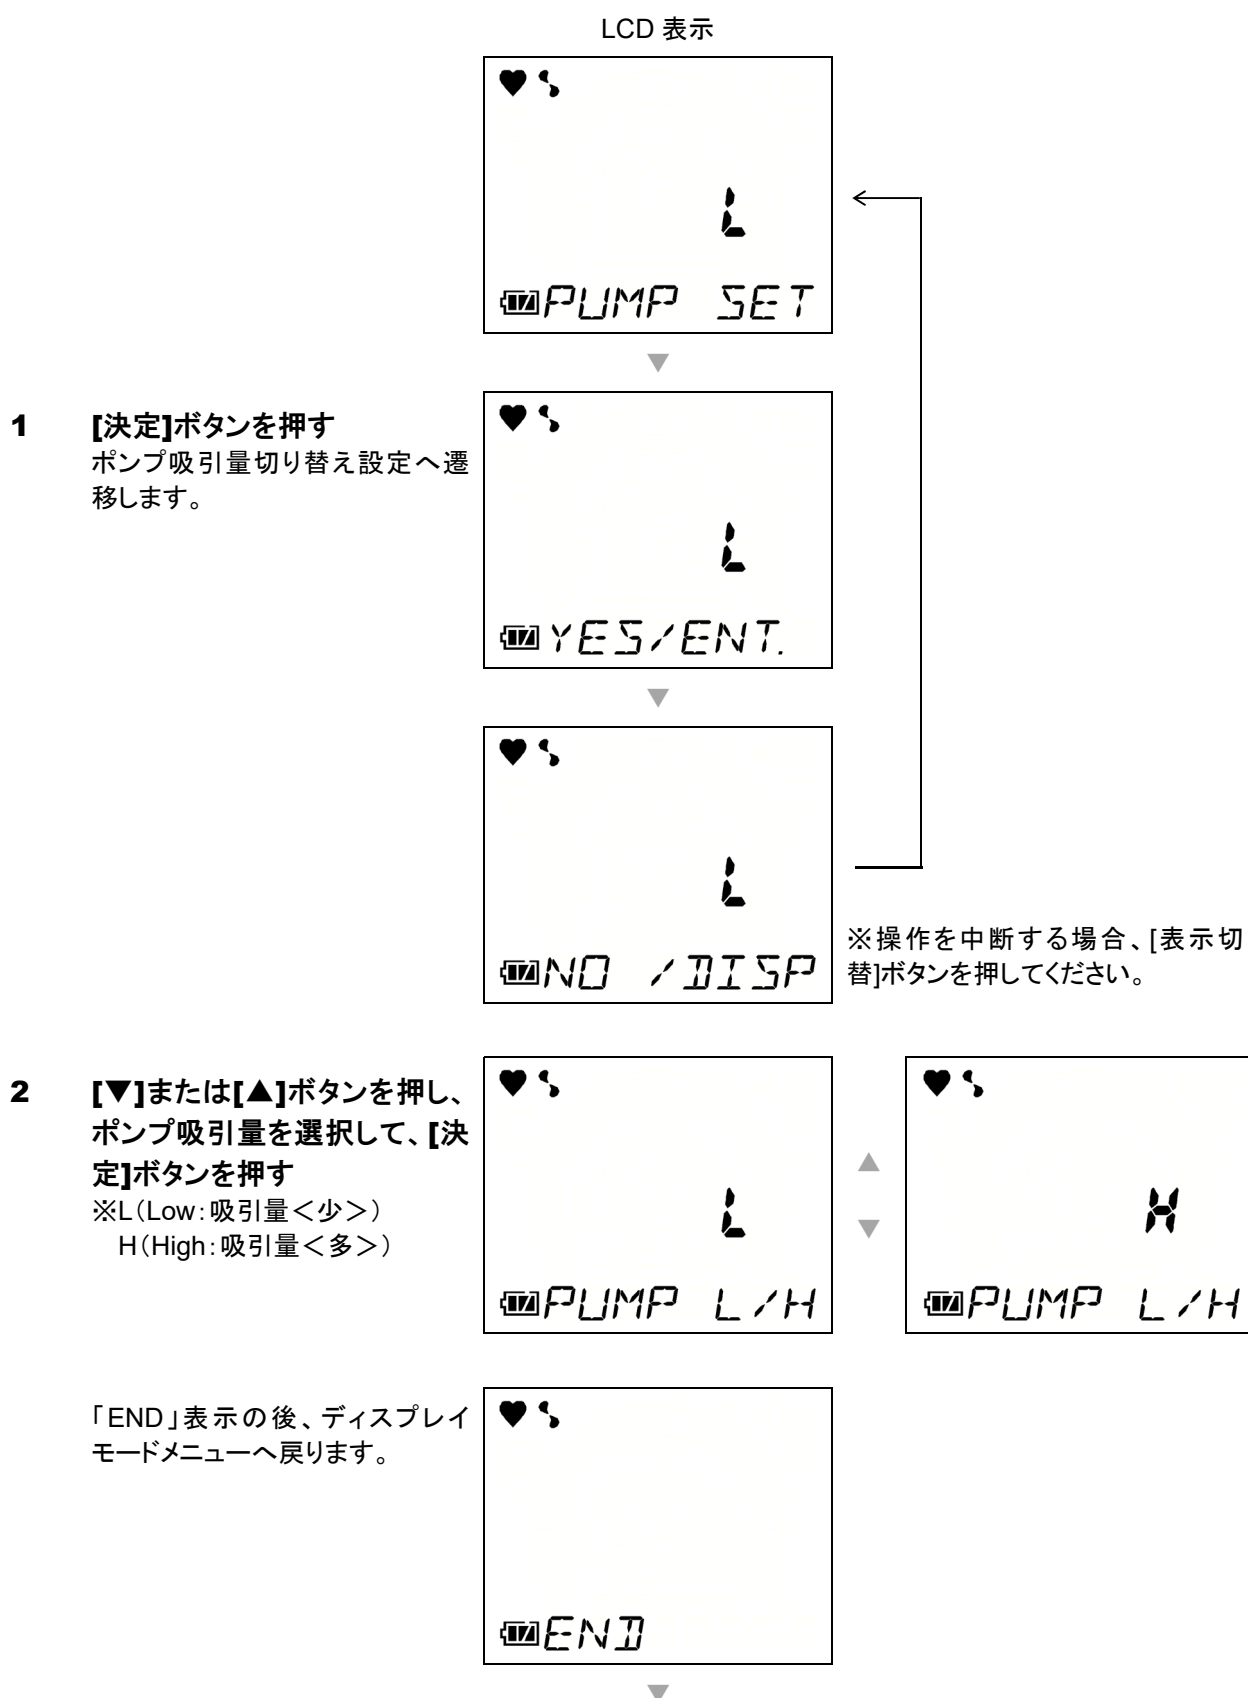 LCD 表示
L
PUMP SET
1 [決定]ボタンを押す
ポンプ吸引量切り替え設定へ遷
移します。
L
YES/ENT.
L
NO /DISP
※操作を中断する場合、[表示切
替]ボタンを押してください。
2 [▼]または[▲]ボタンを押し、
ポンプ吸引量を選択して、[決
定]ボタンを押す
※L(Low:吸引量<少>)
H(High:吸引量<多>)
L
PUMP L/H
▲
▼
H
PUMP L/H
「END」表示の後、ディスプレイ
モードメニューへ戻ります。
END